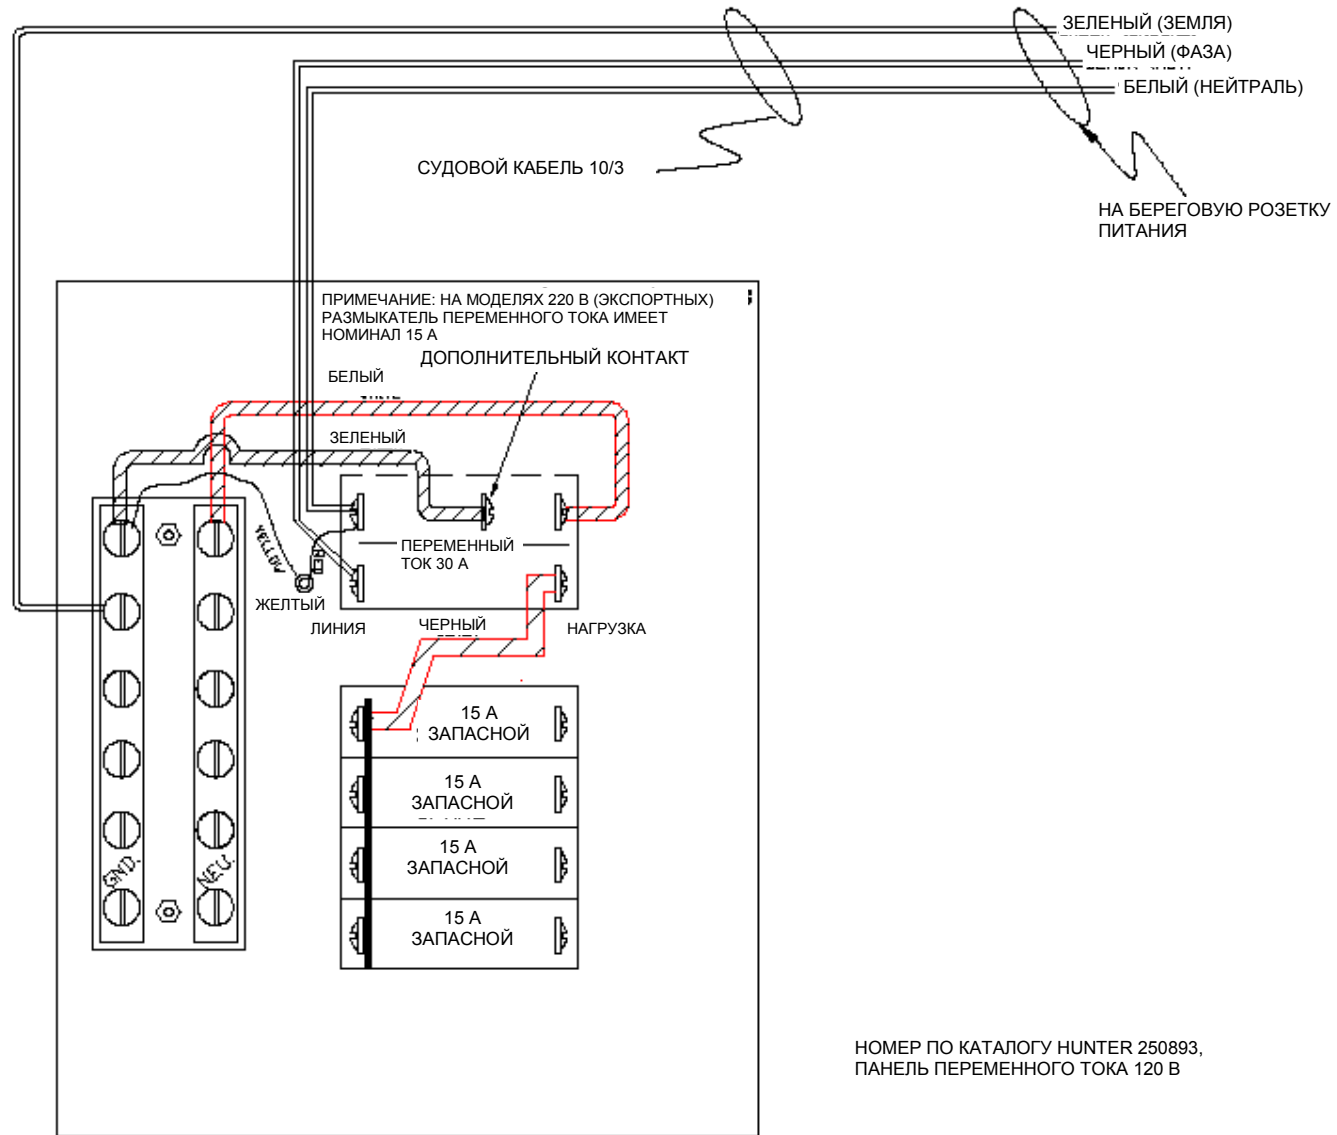 ЗЕЛЕНЫЙ (ЗЕМЛЯ)
ЧЕРНЫЙ (ФАЗА)
БЕЛЫЙ (НЕЙТРАЛЬ)
СУДОВОЙ КАБЕЛЬ 10/3
НА БЕРЕГОВУЮ РОЗЕТКУ
ПИТАНИЯ
ПРИМЕЧАНИЕ: НА МОДЕЛЯХ 220 В (ЭКСПОРТНЫХ)
РАЗМЫКАТЕЛЬ ПЕРЕМЕННОГО ТОКА ИМЕЕТ
НОМИНАЛ 15 А
ДОПОЛНИТЕЛЬНЫЙ КОНТАКТ
БЕЛЫЙ
ЗЕЛЕНЫЙ
ПЕРЕМЕННЫЙ
ТОК 30 А
ЖЕЛТЫЙ
ЛИНИЯ
ЧЕРНЫЙ
НАГРУЗКА
15 А
ЗАПАСНОЙ
15 А
ЗАПАСНОЙ
15 А
ЗАПАСНОЙ
15 А
ЗАПАСНОЙ
GND.
NEU.
НОМЕР ПО КАТАЛОГУ HUNTER 250893,
ПАНЕЛЬ ПЕРЕМЕННОГО ТОКА 120 В